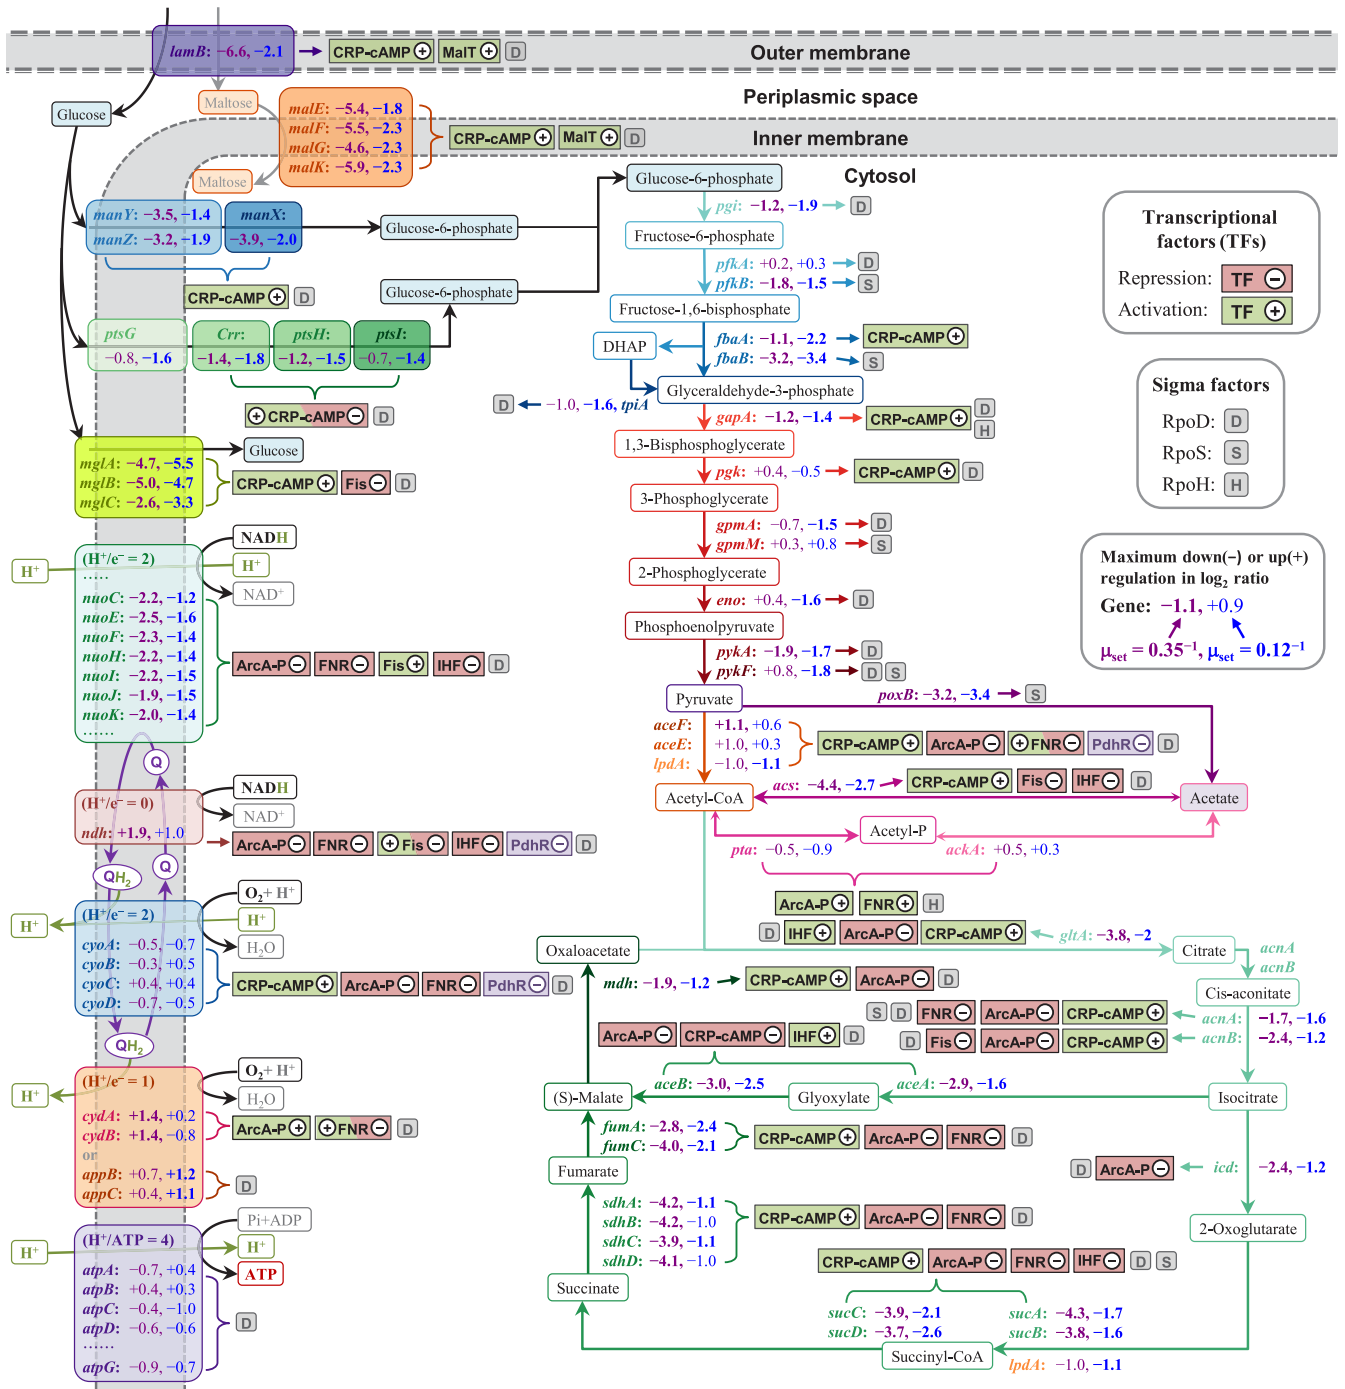 lamB: −6.6, −2.1
CRP-cAMP +
MalT +
D
Outer membrane
Periplasmic space
Inner membrane
Cytosol
Glucose
Maltose
malE: −5.4, −1.8
malF: −5.5, −2.3
malG: −4.6, −2.3
malK: −5.9, −2.3
CRP-cAMP +
MalT +
D
Maltose
manY: −3.5, −1.4
manZ: −3.2, −1.9
manX:
−3.9, −2.0
CRP-cAMP +
D
Glucose-6-phosphate
Glucose-6-phosphate
ptsG
−0.8, −1.6
Crr:
−1.4, −1.8
ptsH:
−1.2, −1.5
ptsI:
−0.7, −1.4
+ CRP-cAMP −
D
Glucose
mglA: −4.7, −5.5
mglB: −5.0, −4.7
mglC: −2.6, −3.3
CRP-cAMP +
Fis −
D
(H⁺/e⁻ = 2)
......
nuoC: −2.2, −1.2
nuoE: −2.5, −1.6
nuoF: −2.3, −1.4
nuoH: −2.2, −1.4
nuoI: −2.2, −1.5
nuoJ: −1.9, −1.5
nuoK: −2.0, −1.4
......
NADH
H⁺
H⁺
NAD⁺
ArcA-P −
FNR −
Fis +
IHF −
D
Q
(H⁺/e⁻ = 0)
ndh: +1.9, +1.0
NADH
NAD⁺
ArcA-P −
FNR −
+ Fis −
IHF −
PdhR −
D
QH₂
Q
(H⁺/e⁻ = 2)
cyoA: −0.5, −0.7
cyoB: −0.3, +0.5
cyoC: +0.4, +0.4
cyoD: −0.7, −0.5
O₂+ H⁺
H⁺
H⁺
H₂O
CRP-cAMP +
ArcA-P −
FNR −
PdhR −
D
QH₂
(H⁺/e⁻ = 1)
cydA: +1.4, +0.2
cydB: +1.4, −0.8
or
appB: +0.7, +1.2
appC: +0.4, +1.1
O₂+ H⁺
H₂O
H⁺
ArcA-P +
+ FNR −
D
D
(H⁺/ATP = 4)
atpA: −0.7, +0.4
atpB: +0.4, +0.3
atpC: −0.4, −1.0
atpD: −0.6, −0.6
......
atpG: −0.9, −0.7
Pi+ADP
H⁺
H⁺
ATP
D
Glucose-6-phosphate
pgi: −1.2, −1.9
D
Fructose-6-phosphate
pfkA: +0.2, +0.3
D
pfkB: −1.8, −1.5
S
Fructose-1,6-bisphosphate
DHAP
fbaA: −1.1, −2.2
CRP-cAMP +
fbaB: −3.2, −3.4
S
Glyceraldehyde-3-phosphate
D
−1.0, −1.6, tpiA
gapA: −1.2, −1.4
CRP-cAMP +
D
H
1,3-Bisphosphoglycerate
pgk: +0.4, −0.5
CRP-cAMP +
D
3-Phosphoglycerate
gpmA: −0.7, −1.5
D
gpmM: +0.3, +0.8
S
2-Phosphoglycerate
eno: +0.4, −1.6
D
Phosphoenolpyruvate
pykA: −1.9, −1.7
D
pykF: +0.8, −1.8
D
S
Pyruvate
poxB: −3.2, −3.4
S
aceF: +1.1, +0.6
aceE: +1.0, +0.3
lpdA: −1.0, −1.1
CRP-cAMP +
ArcA-P −
+ FNR −
PdhR −
D
acs: −4.4, −2.7
CRP-cAMP +
Fis −
IHF −
D
Acetyl-CoA
Acetate
Acetyl-P
pta: −0.5, −0.9
ackA: +0.5, +0.3
ArcA-P +
FNR +
H
D
IHF +
ArcA-P −
CRP-cAMP +
gltA: −3.8, −2
Oxaloacetate
Citrate
acnA
acnB
mdh: −1.9, −1.2
CRP-cAMP +
ArcA-P −
D
Cis-aconitate
S
D
FNR −
ArcA-P −
CRP-cAMP +
acnA: −1.7, −1.6
D
Fis −
ArcA-P −
CRP-cAMP +
acnB: −2.4, −1.2
ArcA-P −
CRP-cAMP −
IHF +
D
aceB: −3.0, −2.5
aceA: −2.9, −1.6
(S)-Malate
Glyoxylate
Isocitrate
fumA: −2.8, −2.4
fumC: −4.0, −2.1
CRP-cAMP +
ArcA-P −
FNR −
D
Fumarate
D
ArcA-P −
icd: −2.4, −1.2
sdhA: −4.2, −1.1
sdhB: −4.2, −1.0
sdhC: −3.9, −1.1
sdhD: −4.1, −1.0
CRP-cAMP +
ArcA-P −
FNR −
D
2-Oxoglutarate
CRP-cAMP +
ArcA-P −
FNR −
IHF −
D
S
Succinate
sucC: −3.9, −2.1
sucD: −3.7, −2.6
sucA: −4.3, −1.7
sucB: −3.8, −1.6
Succinyl-CoA
lpdA: −1.0, −1.1
Transcriptional
factors (TFs)
Repression: TF −
Activation: TF +
Sigma factors
RpoD: D
RpoS: S
RpoH: H
Maximum down(−) or up(+)
regulation in log₂ ratio
Gene: −1.1, +0.9
μset = 0.35⁻¹, μset = 0.12⁻¹